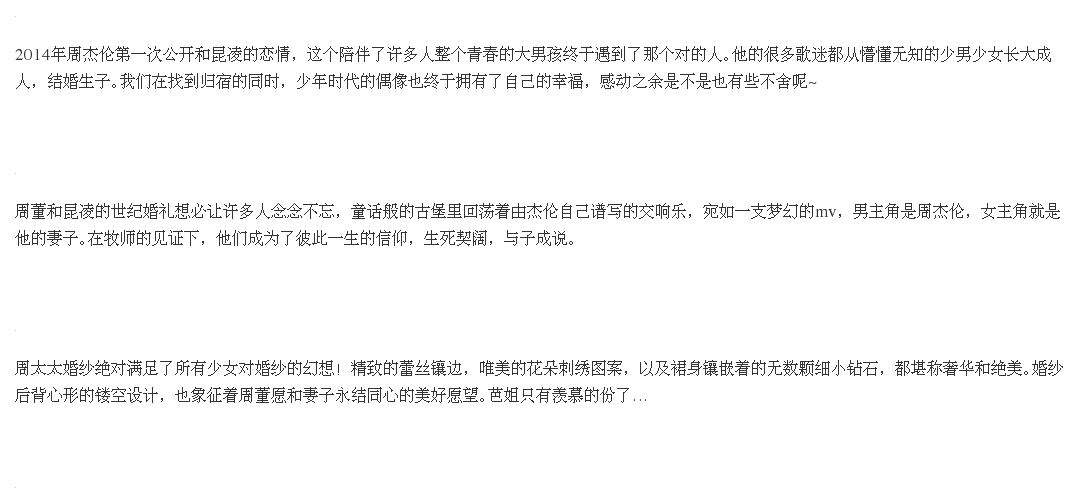 2014年周杰伦第一次公开和昆凌的恋情，这个陪伴了许多人整个青春的大男孩终于遇到了那个对的人。他的很多歌迷都从懵懂无知的少男少女长大成
人，结婚生子。我们在找到归宿的同时，少年时代的偶像也终于拥有了自己的幸福，感动之余是不是也有些不舍呢~
周董和昆凌的世纪婚礼想必让许多人念念不忘，童话般的古堡里回荡着由杰伦自己谱写的交响乐，宛如一支梦幻的mv，男主角是周杰伦，女主角就是
他的妻子。在牧师的见证下，他们成为了彼此一生的信仰，生死契阔，与子成说。
周太太婚纱绝对满足了所有少女对婚纱的幻想！精致的蕾丝镶边，唯美的花朵刺绣图案，以及裙身镶嵌着的无数颗细小钻石，都堪称奢华和绝美。婚纱
后背心形的镂空设计，也象征着周董愿和妻子永结同心的美好愿望。芭姐只有羡慕的份了…